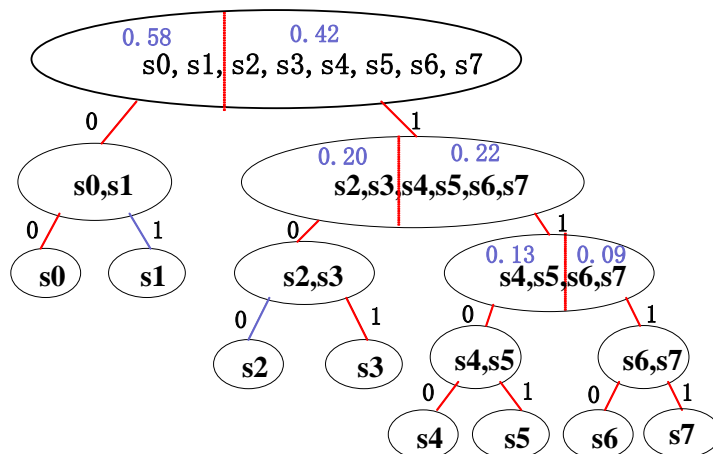 0.58 0.42
s0, s1, s2, s3, s4, s5, s6, s7
0 1
0.20 0.22
s0,s1 s2,s3,s4,s5,s6,s7
0 1 0 1
0.13 0.09
s0 s1 s2,s3 s4,s5,s6,s7
0 1 0 1
s2 s3 s4,s5 s6,s7
0 1 0 1
s4 s5 s6 s7